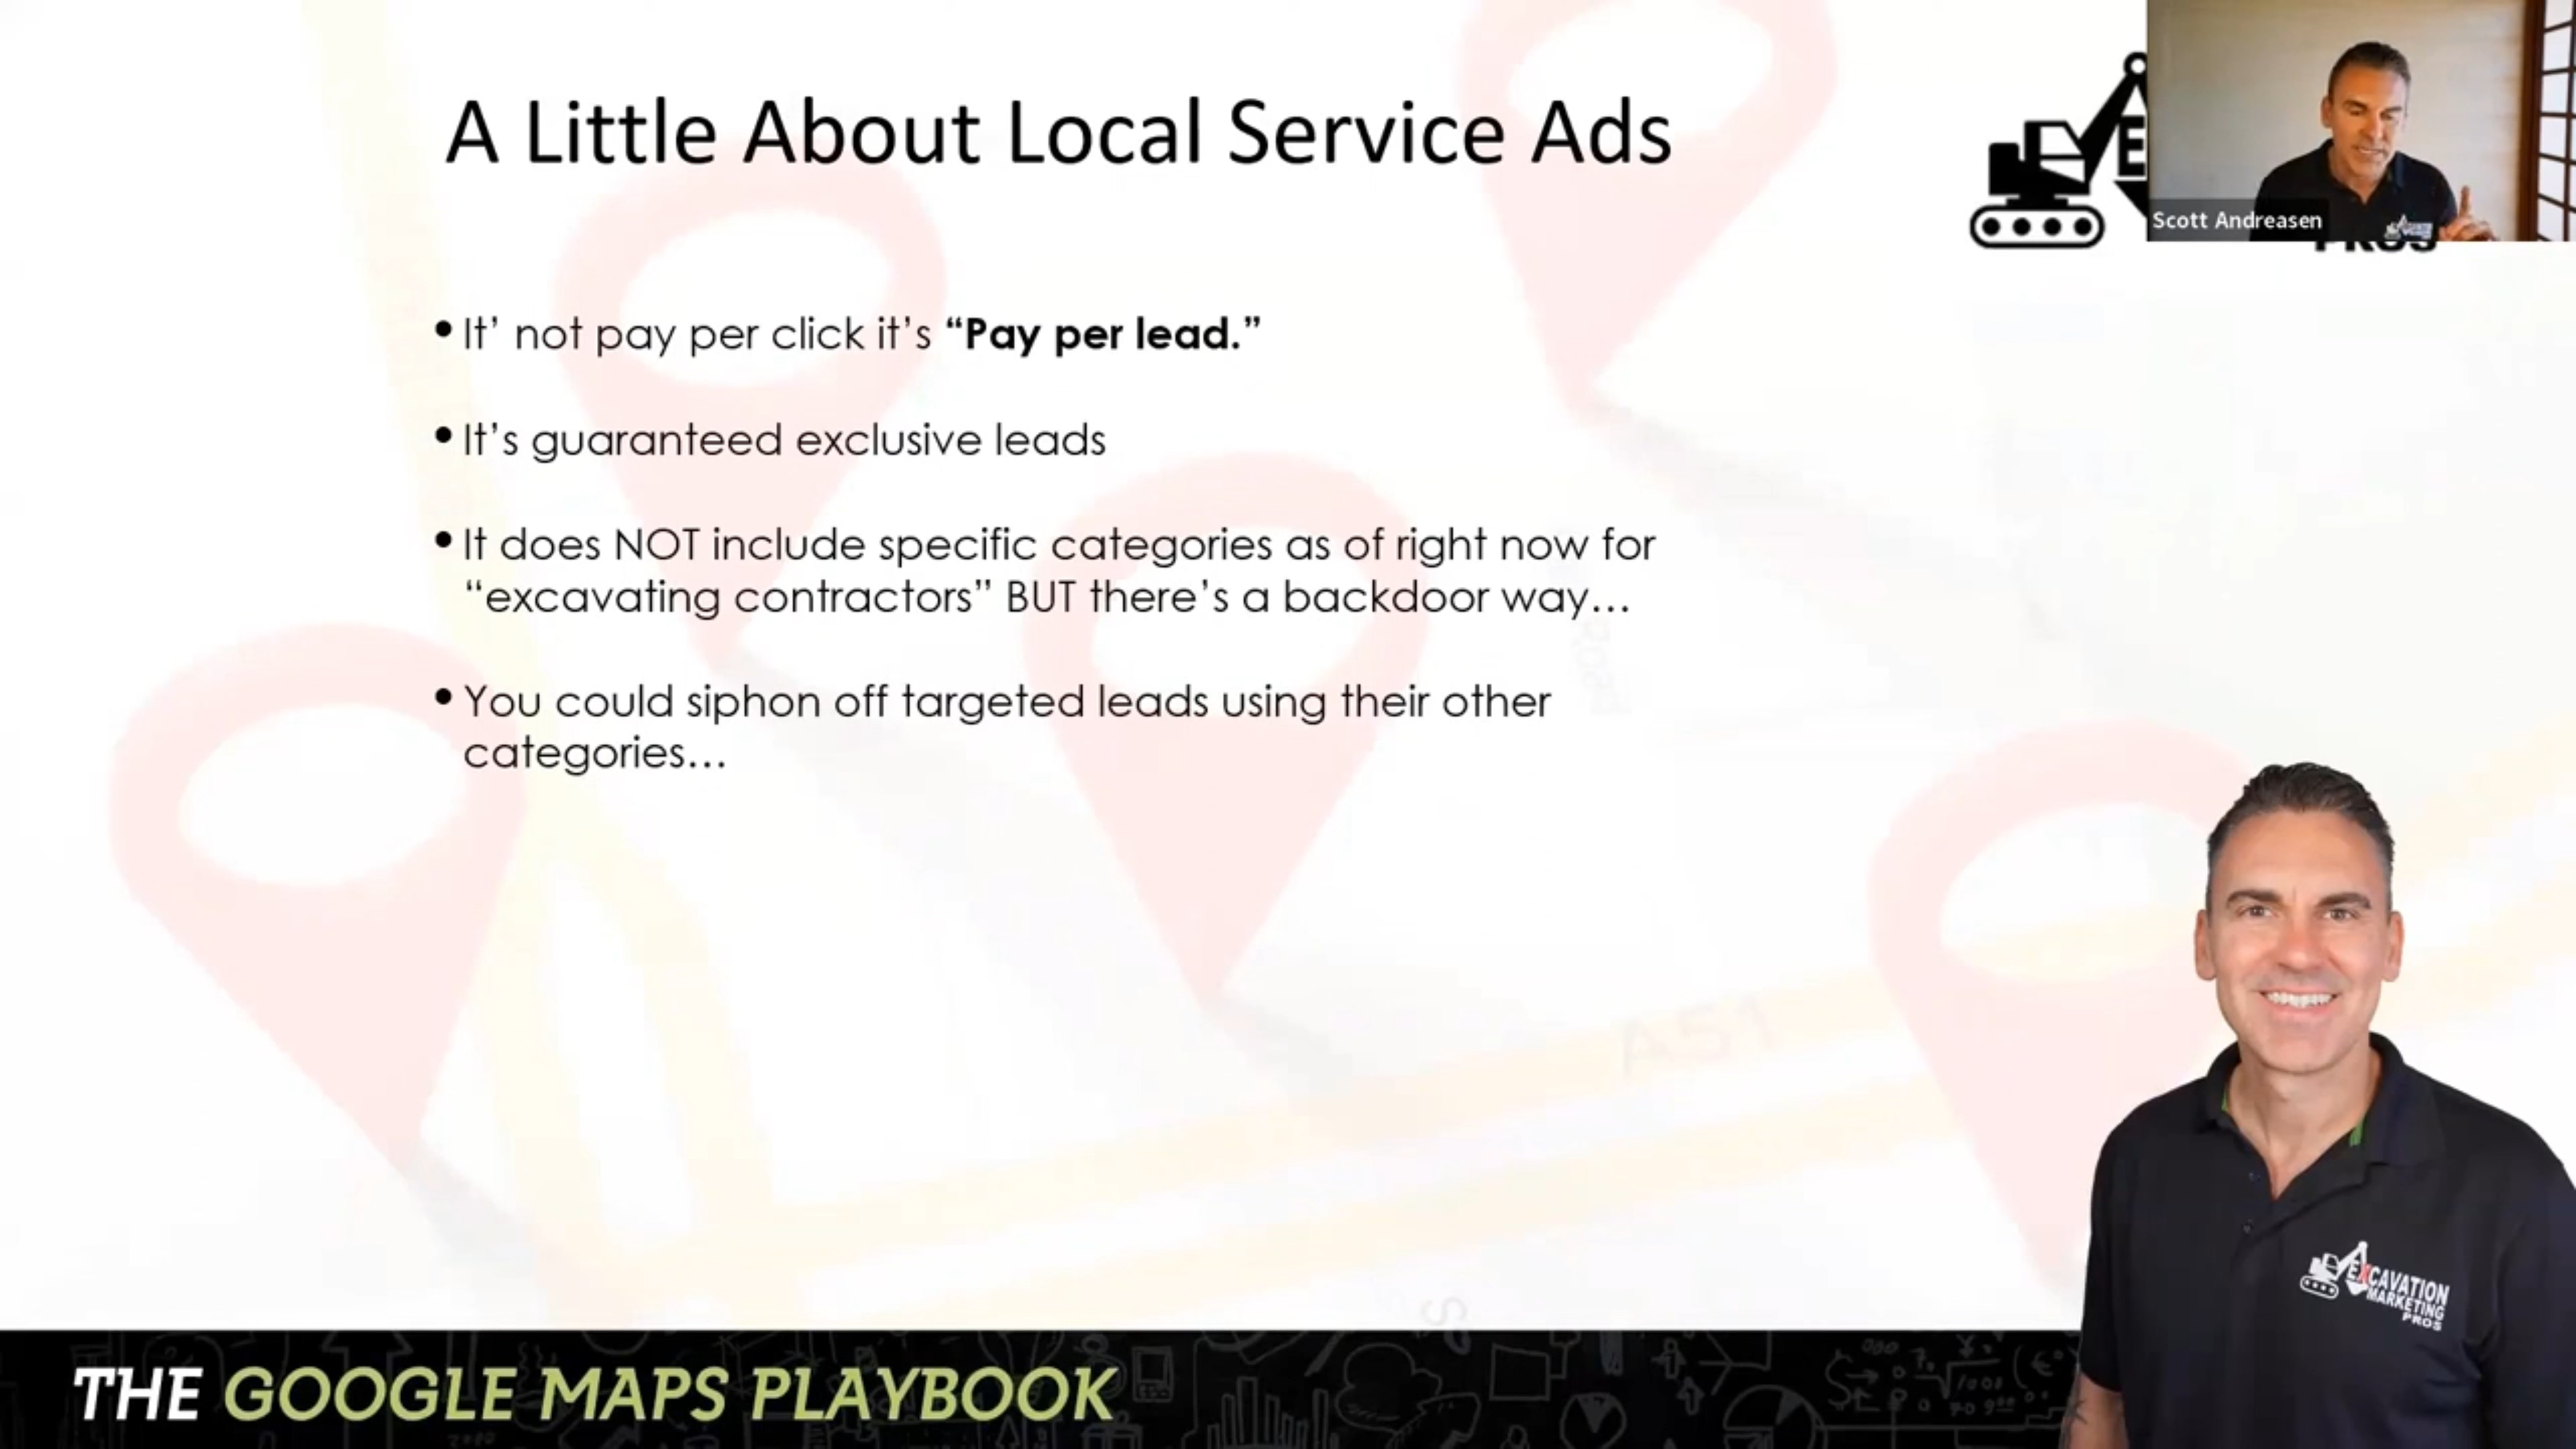 A Little About Local Service Ads
Scott Andreasen
PROS
• It’ not pay per click it’s “Pay per lead.”
• It’s guaranteed exclusive leads
• It does NOT include specific categories as of right now for
“excavating contractors” BUT there’s a backdoor way…
• You could siphon off targeted leads using their other
categories…
A51
EXCAVATION
MARKETING
PROS
THE GOOGLE MAPS PLAYBOOK